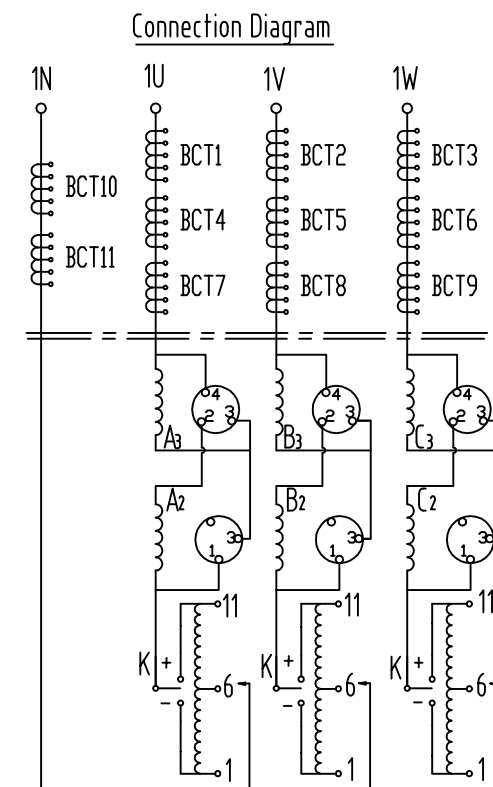 Connection Diagram
1N 1U 1V 1W
BCT1 BCT2 BCT3
BCT10
BCT4 BCT5 BCT6
BCT11
BCT7 BCT8 BCT9
4 4 4
2 3 2 3 2 3
A3 B3 C3
A2 B2 C2
3 3 3
1 1 1
11 11 11
K + K + K +
6 6 6
- - -
1 1 1